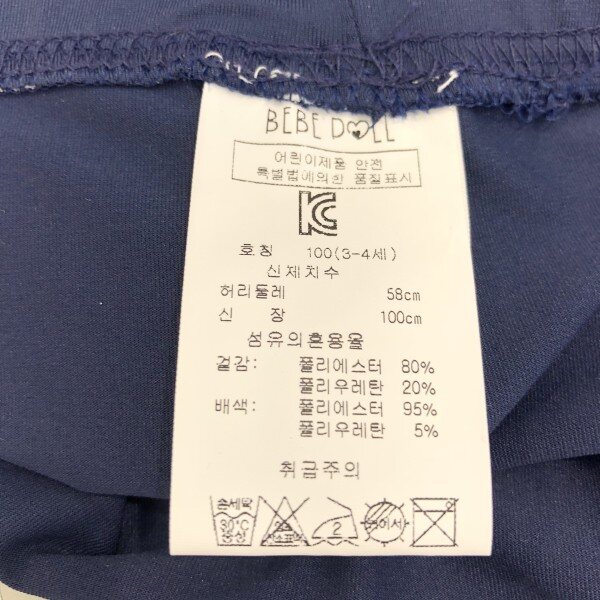 BEBE DOLL
어린이제품 안전
특별법에의한 품질표시
KC
호칭 100(3-4세)
신체치수
허리둘레 58cm
신 장 100cm
섬유의혼용율
겉감: 폴리에스터 80%
폴리우레탄 20%
배색: 폴리에스터 95%
폴리우레탄 5%
취급주의
손세탁
30°C
중성
2